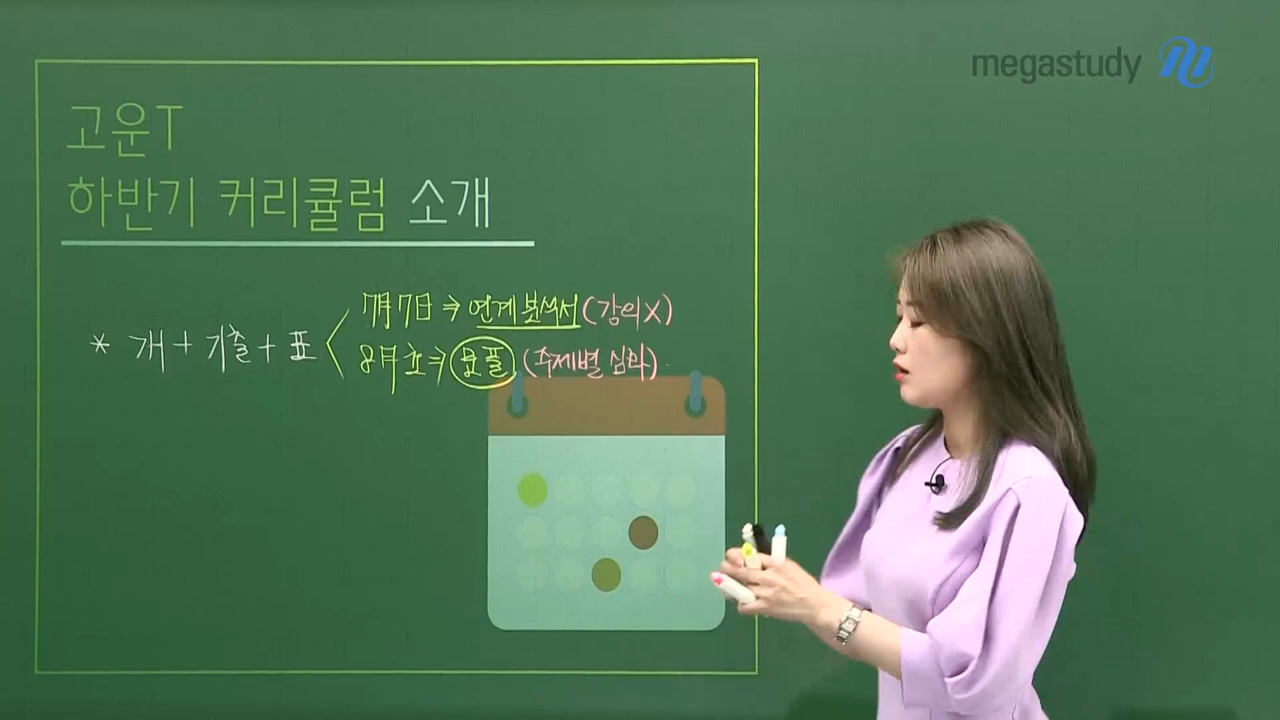 megastudy
고운T
하반기 커리큘럼 소개
7月 7日 ⇒ 연계 분석서 (강의X)
* 개 + 기출 + 표
8月 초 ⇒ 묘풀 (주제별 심화)